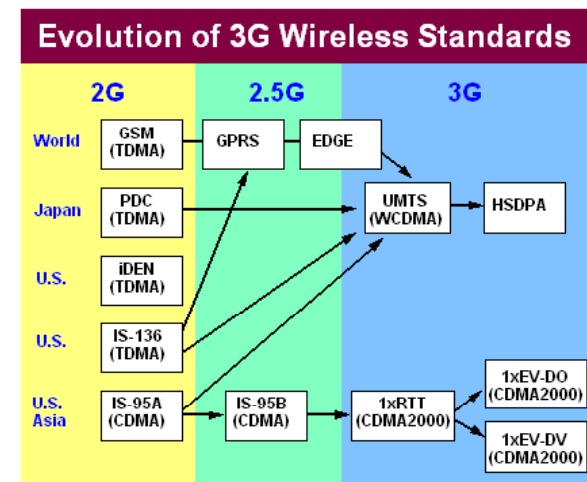 Evolution of 3G Wireless Standards
2G 2.5G 3G
World
GSM
(TDMA)
GPRS
EDGE
Japan
PDC
(TDMA)
UMTS
(WCDMA)
HSDPA
U.S.
iDEN
(TDMA)
U.S.
IS-136
(TDMA)
U.S.
Asia
IS-95A
(CDMA)
IS-95B
(CDMA)
1xRTT
(CDMA2000)
1xEV-DO
(CDMA2000)
1xEV-DV
(CDMA2000)